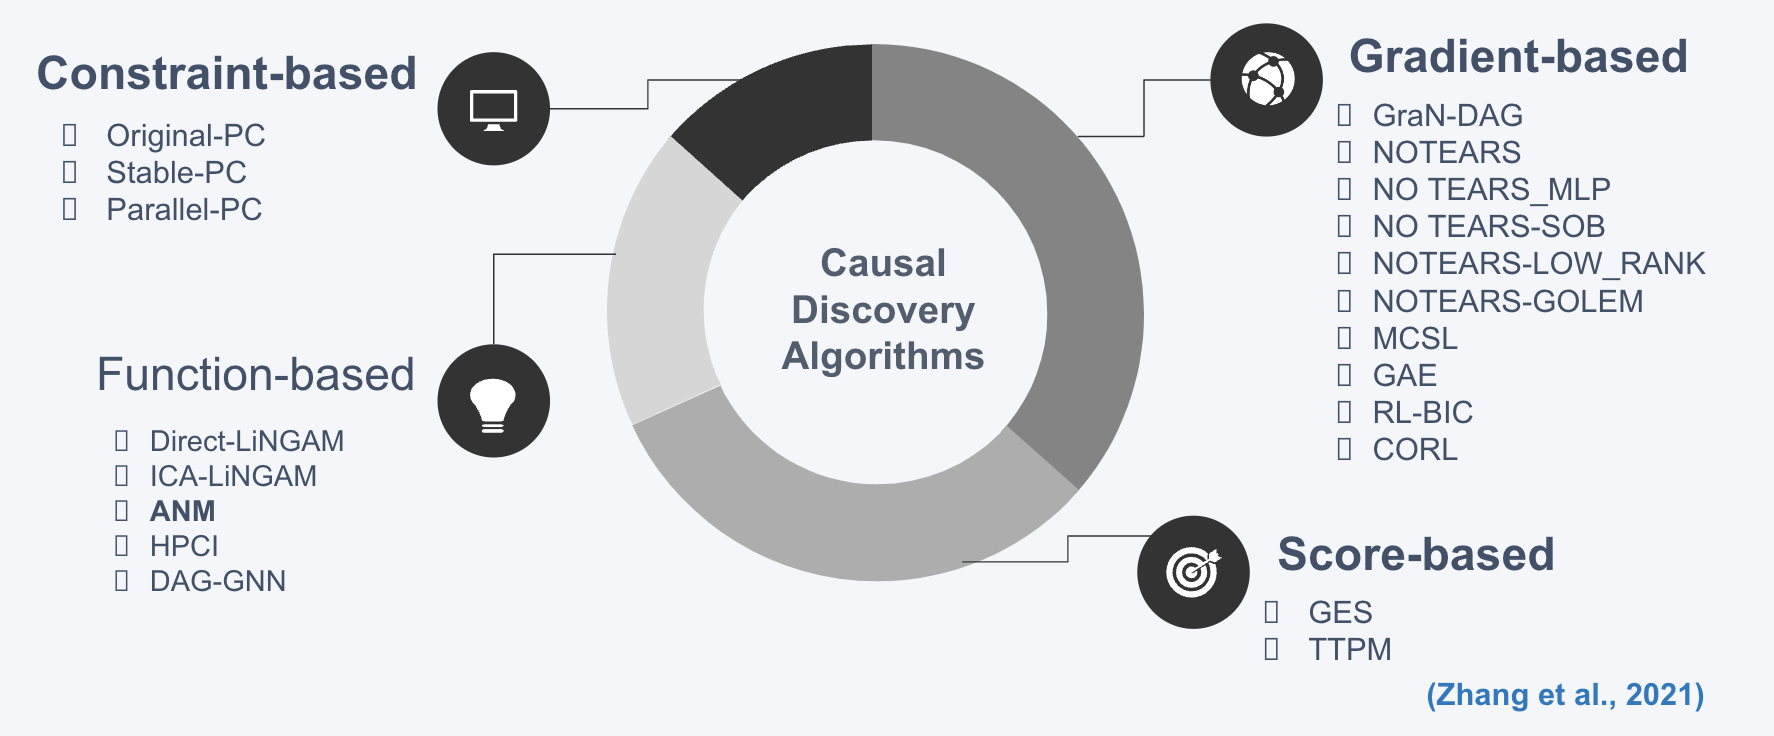 Constraint-based
Original-PC
Stable-PC
Parallel-PC
Function-based
Direct-LiNGAM
ICA-LiNGAM
ANM
HPCI
DAG-GNN
Causal
Discovery
Algorithms
Gradient-based
GraN-DAG
NOTEARS
NO TEARS_MLP
NO TEARS-SOB
NOTEARS-LOW_RANK
NOTEARS-GOLEM
MCSL
GAE
RL-BIC
CORL
Score-based
GES
TTPM
(Zhang et al., 2021)